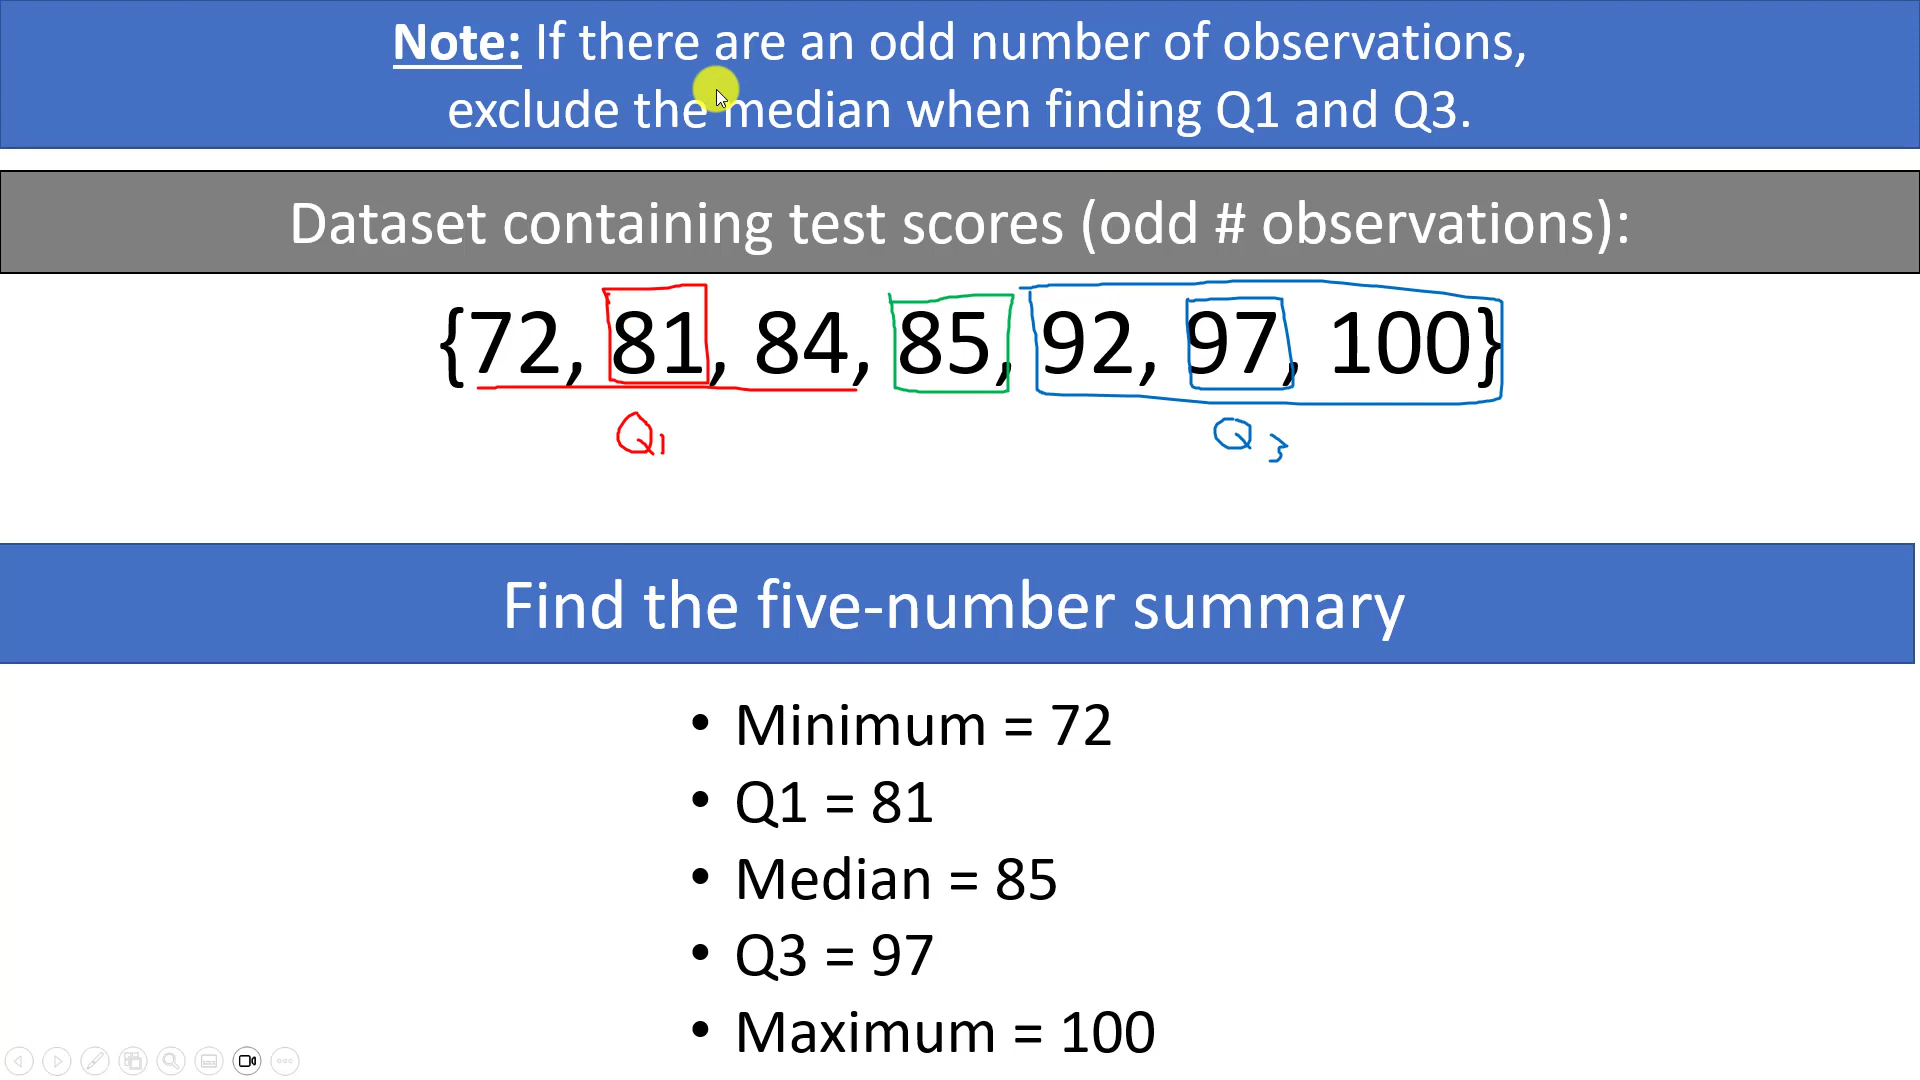 Note: If there are an odd number of observations,
exclude the median when finding Q1 and Q3.
Dataset containing test scores (odd # observations):
{72, 81, 84, 85, 92, 97, 100}
Q1 Q3
Find the five-number summary
• Minimum = 72
• Q1 = 81
• Median = 85
• Q3 = 97
• Maximum = 100